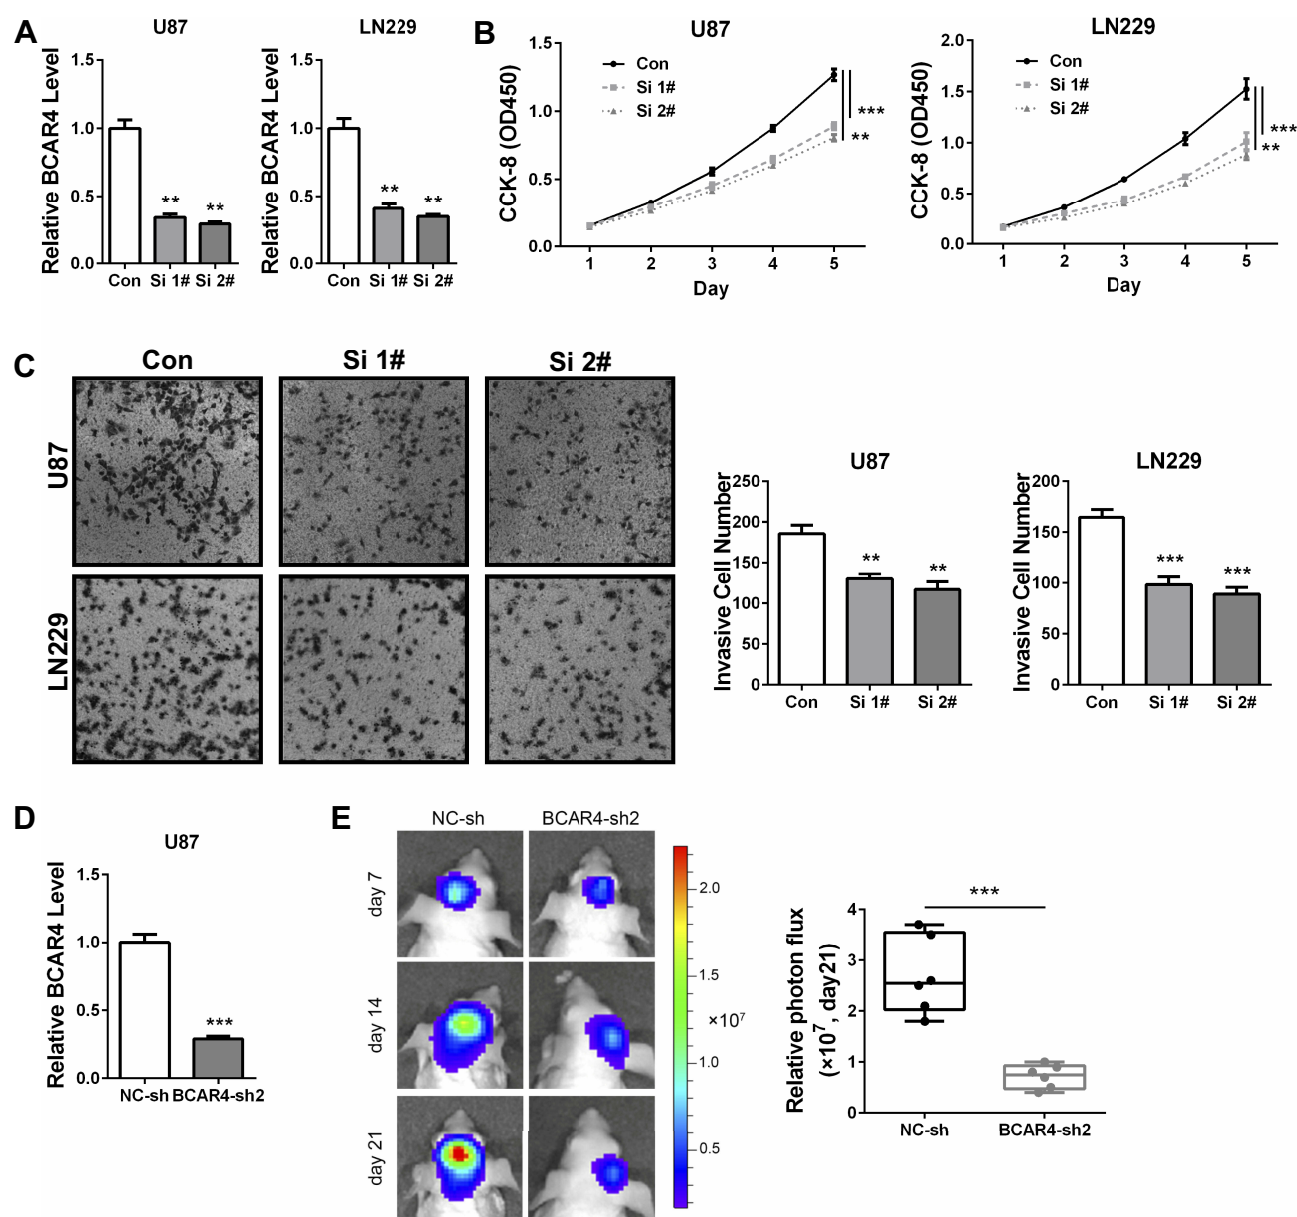 A
U87
Relative BCAR4 Level
1.5
1.0
0.5
0.0
**
**
Con Si 1# Si 2#
LN229
Relative BCAR4 Level
1.5
1.0
0.5
0.0
**
**
Con Si 1# Si 2#
B
U87
CCK-8 (OD450)
1.5
1.0
0.5
0.0
Con
Si 1#
Si 2#
***
**
1 2 3 4 5
Day
LN229
CCK-8 (OD450)
2.0
1.5
1.0
0.5
0.0
Con
Si 1#
Si 2#
***
**
1 2 3 4 5
Day
C
Con Si 1# Si 2#
U87
LN229
U87
Invasive Cell Number
250
200
150
100
50
0
**
**
Con Si 1# Si 2#
LN229
Invasive Cell Number
200
150
100
50
0
***
***
Con Si 1# Si 2#
D
U87
Relative BCAR4 Level
1.5
1.0
0.5
0.0
***
NC-sh BCAR4-sh2
E
NC-sh BCAR4-sh2
day 7
day 14
day 21
2.0
1.5
×10⁷
1.0
0.5
Relative photon flux
(×10⁷, day21)
4
3
2
1
0
***
NC-sh BCAR4-sh2